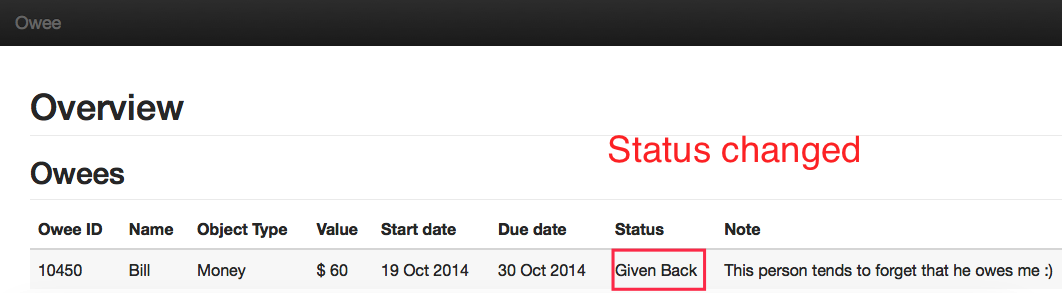 Owee
Overview
Status changed
Owees
Owee ID Name Object Type Value Start date Due date Status Note
10450 Bill Money $ 60 19 Oct 2014 30 Oct 2014 Given Back This person tends to forget that he owes me :)